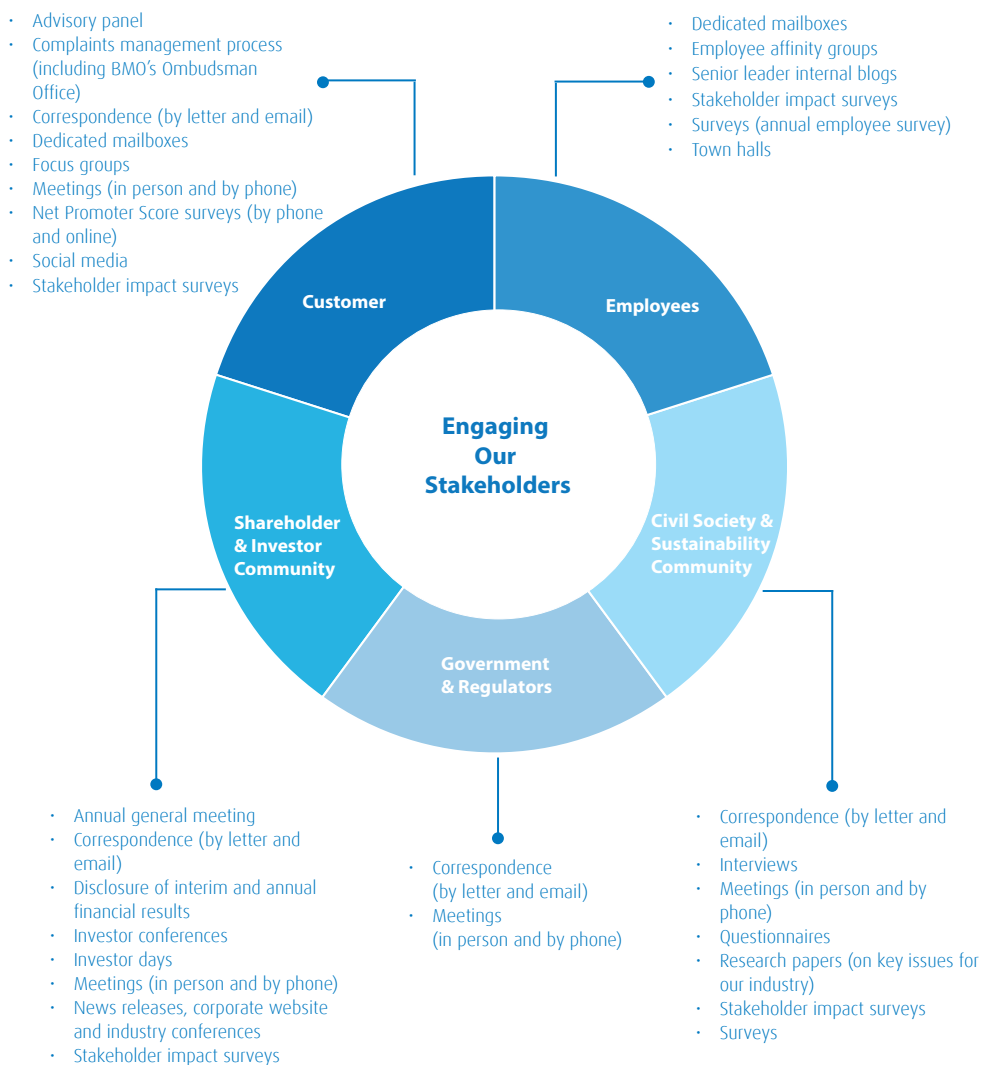 · Advisory panel
· Complaints management process
(including BMO’s Ombudsman
Office)
· Correspondence (by letter and email)
· Dedicated mailboxes
· Focus groups
· Meetings (in person and by phone)
· Net Promoter Score surveys (by phone
and online)
· Social media
· Stakeholder impact surveys
· Dedicated mailboxes
· Employee affinity groups
· Senior leader internal blogs
· Stakeholder impact surveys
· Surveys (annual employee survey)
· Town halls
Customer
Employees
Engaging
Our
Stakeholders
Shareholder
& Investor
Community
Civil Society &
Sustainability
Community
Government
& Regulators
· Annual general meeting
· Correspondence (by letter and
email)
· Disclosure of interim and annual
financial results
· Investor conferences
· Investor days
· Meetings (in person and by phone)
· News releases, corporate website
and industry conferences
· Stakeholder impact surveys
· Correspondence
(by letter and email)
· Meetings
(in person and by phone)
· Correspondence (by letter and
email)
· Interviews
· Meetings (in person and by
phone)
· Questionnaires
· Research papers (on key issues for
our industry)
· Stakeholder impact surveys
· Surveys